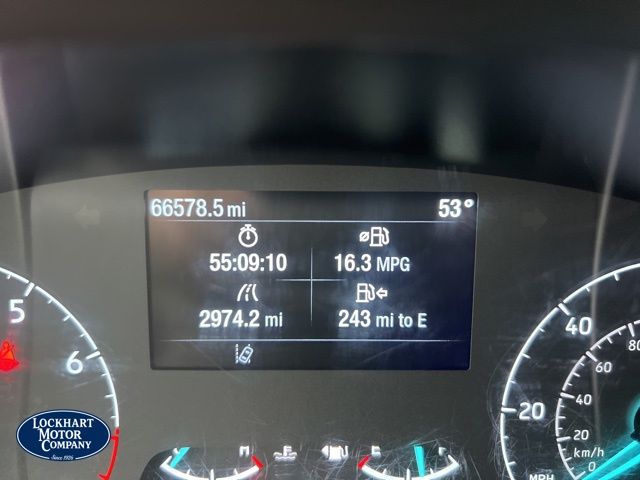 66578.5 mi 53°
55:09:10 16.3 MPG
2974.2 mi 243 mi to E
5
6
40
20
MPH
80
60
40
20
km/h
0
E
LOCKHART
MOTOR
COMPANY
Since 1926